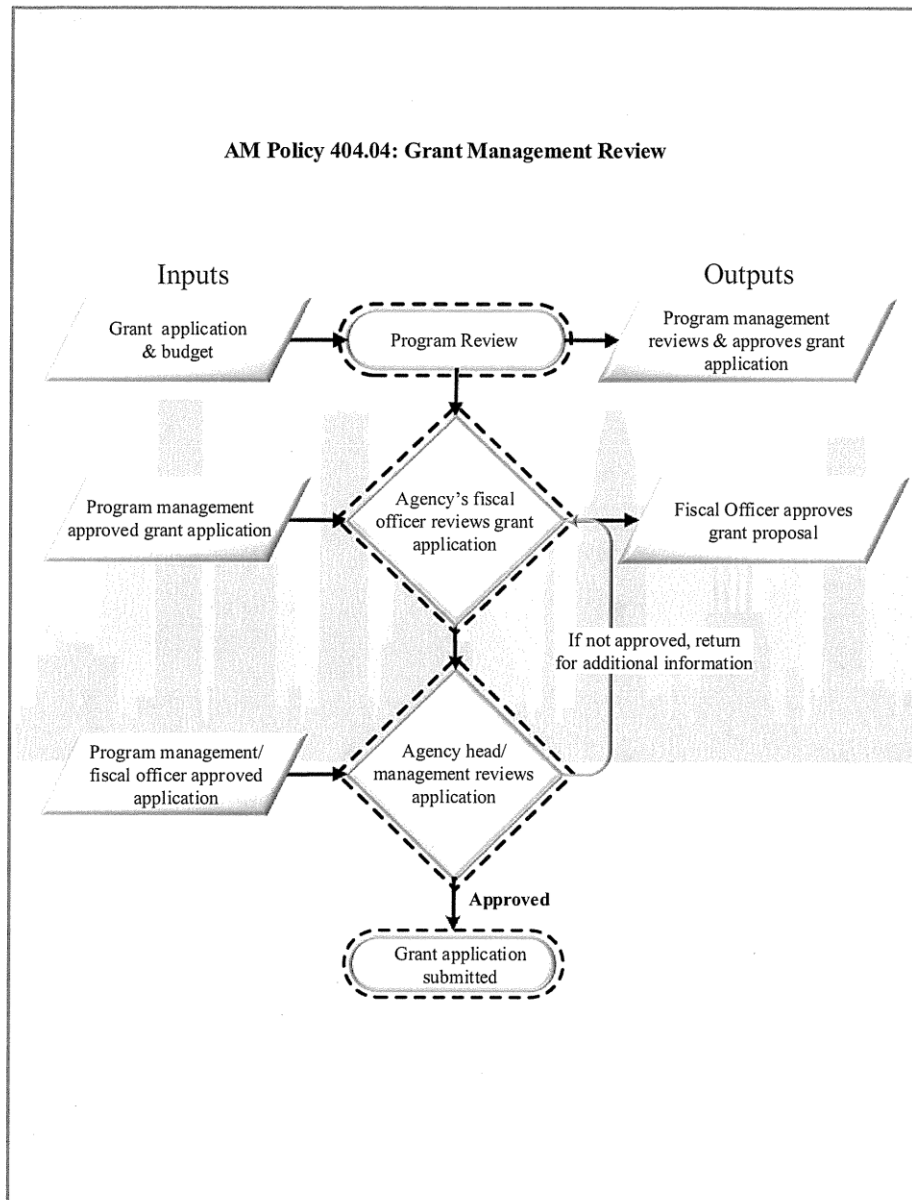 AM Policy 404.04: Grant Management Review
Inputs
Outputs
Grant application
& budget
Program Review
Program management
reviews & approves grant
application
Program management
approved grant application
Agency's fiscal
officer reviews grant
application
Fiscal Officer approves
grant proposal
If not approved, return
for additional information
Program management/
fiscal officer approved
application
Agency head/
management reviews
application
Approved
Grant application
submitted